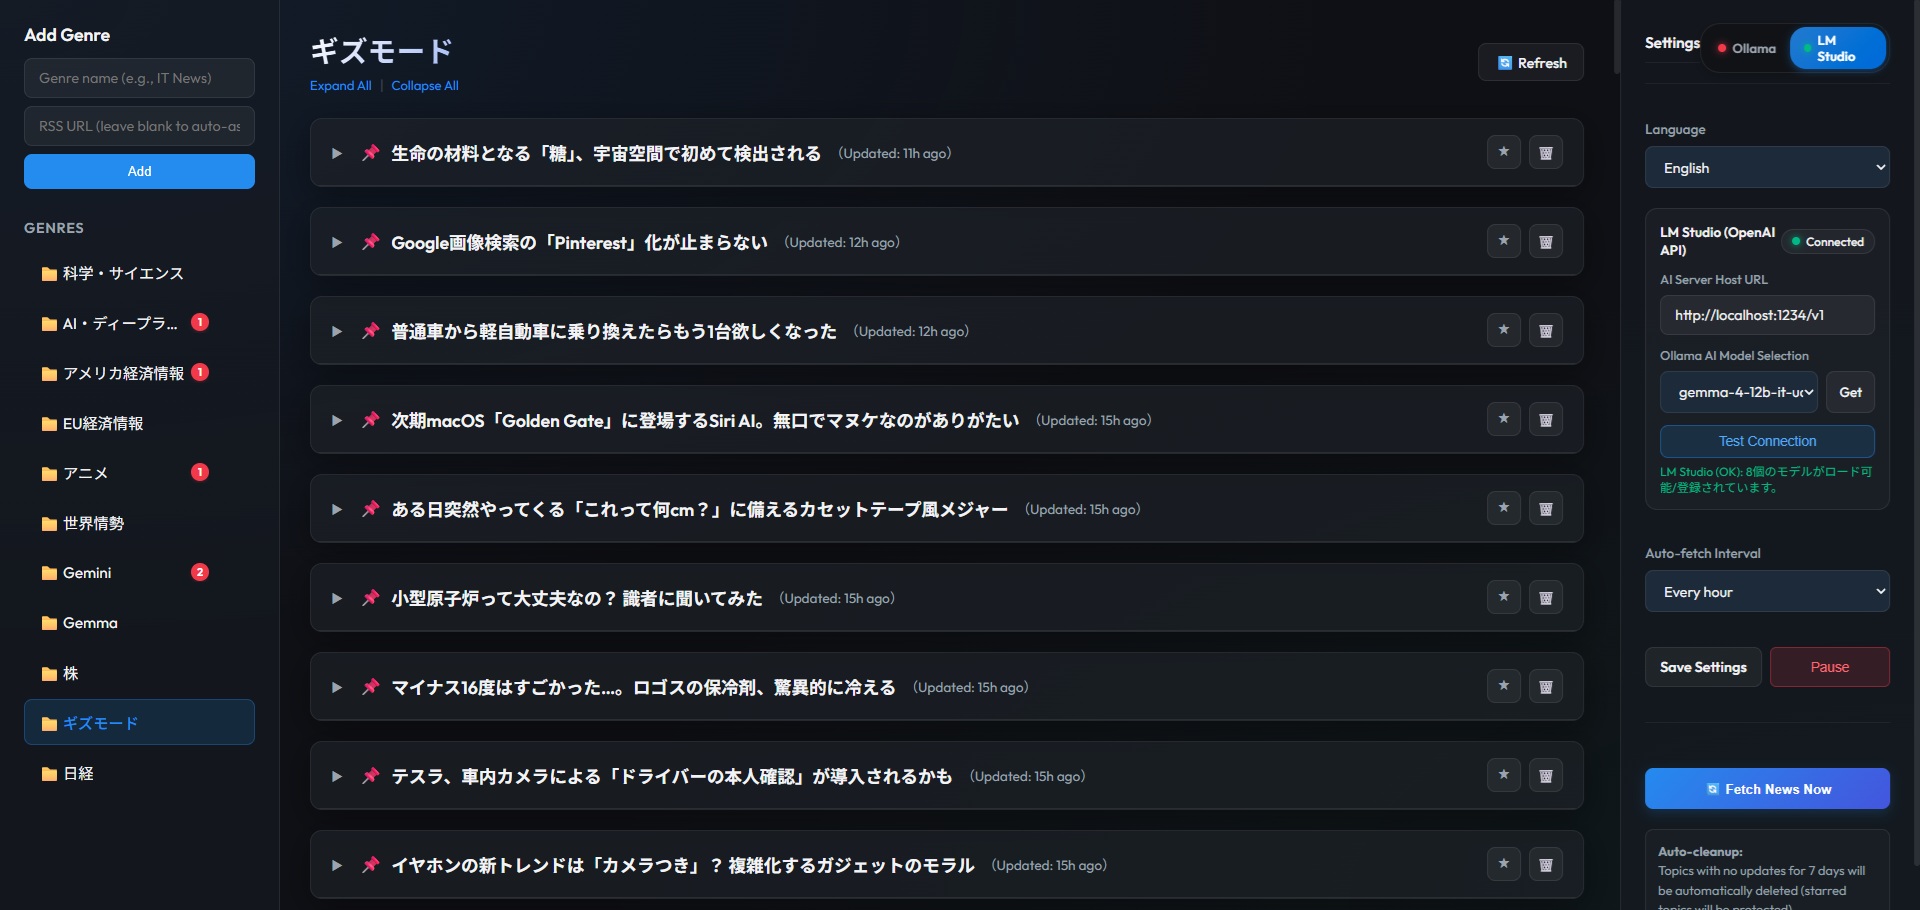 Add Genre
Genre name (e.g., IT News)
RSS URL (leave blank to auto-as
Add
GENRES
科学・サイエンス
AI・ディープラ... 1
アメリカ経済情報 1
EU経済情報
アニメ 1
世界情勢
Gemini 2
Gemma
株
ギズモード
日経
ギズモード
Expand All | Collapse All
Refresh
生命の材料となる「糖」、宇宙空間で初めて検出される (Updated: 11h ago)
Google画像検索の「Pinterest」化が止まらない (Updated: 12h ago)
普通車から軽自動車に乗り換えたらもう1台欲しくなった (Updated: 12h ago)
次期macOS「Golden Gate」に登場するSiri AI。無口でマヌケなのがありがたい (Updated: 15h ago)
ある日突然やってくる「これって何cm？」に備えるカセットテープ風メジャー (Updated: 15h ago)
小型原子炉って大丈夫なの？ 識者に聞いてみた (Updated: 15h ago)
マイナス16度はすごかった…。ロゴスの保冷剤、驚異的に冷える (Updated: 15h ago)
テスラ、車内カメラによる「ドライバーの本人確認」が導入されるかも (Updated: 15h ago)
イヤホンの新トレンドは「カメラつき」？ 複雑化するガジェットのモラル (Updated: 15h ago)
Settings
Ollama
LM
Studio
Language
English
LM Studio (OpenAI
API)
Connected
AI Server Host URL
http://localhost:1234/v1
Ollama AI Model Selection
gemma-4-12b-it-uc
Get
Test Connection
LM Studio (OK): 8個のモデルがロード可
能/登録されています。
Auto-fetch Interval
Every hour
Save Settings
Pause
Fetch News Now
Auto-cleanup:
Topics with no updates for 7 days will
be automatically deleted (starred
topics will be protected)